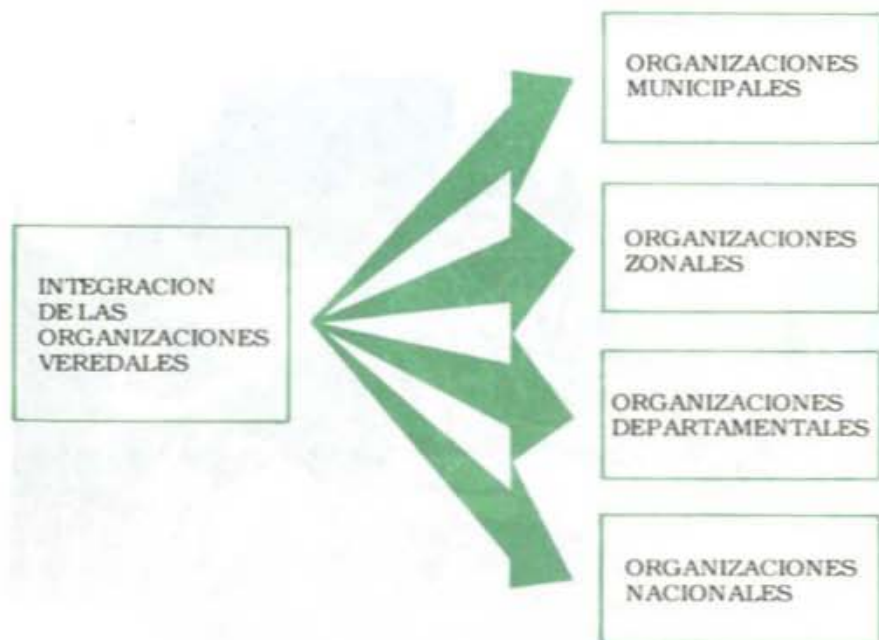 INTEGRACION
DE LAS
ORGANIZACIONES
VEREDALES
ORGANIZACIONES
MUNICIPALES
ORGANIZACIONES
ZONALES
ORGANIZACIONES
DEPARTAMENTALES
ORGANIZACIONES
NACIONALES